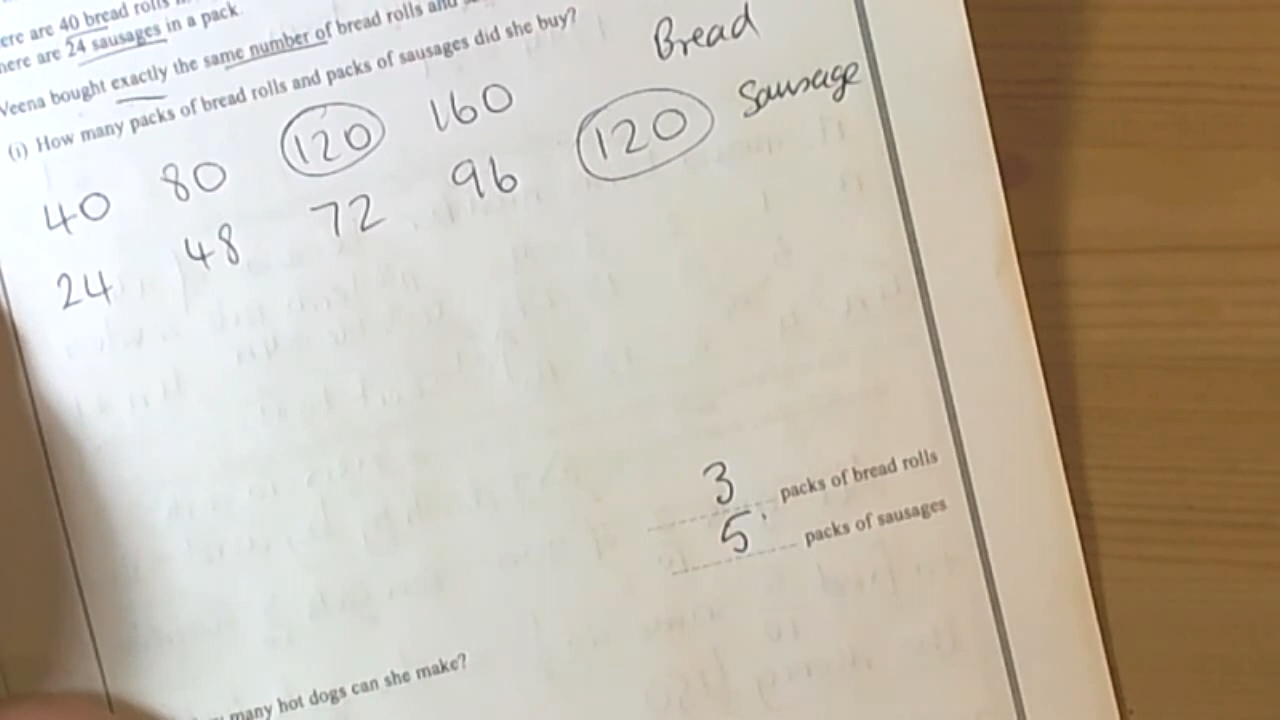 ere are 40 bread rolls
here are 24 sausages in a pack
Veena bought exactly the same number of bread rolls and
(i) How many packs of bread rolls and packs of sausages did she buy?
40 80 120 160 Bread
24 48 72 96 120 Sausage
3 packs of bread rolls
5 packs of sausages
many hot dogs can she make?